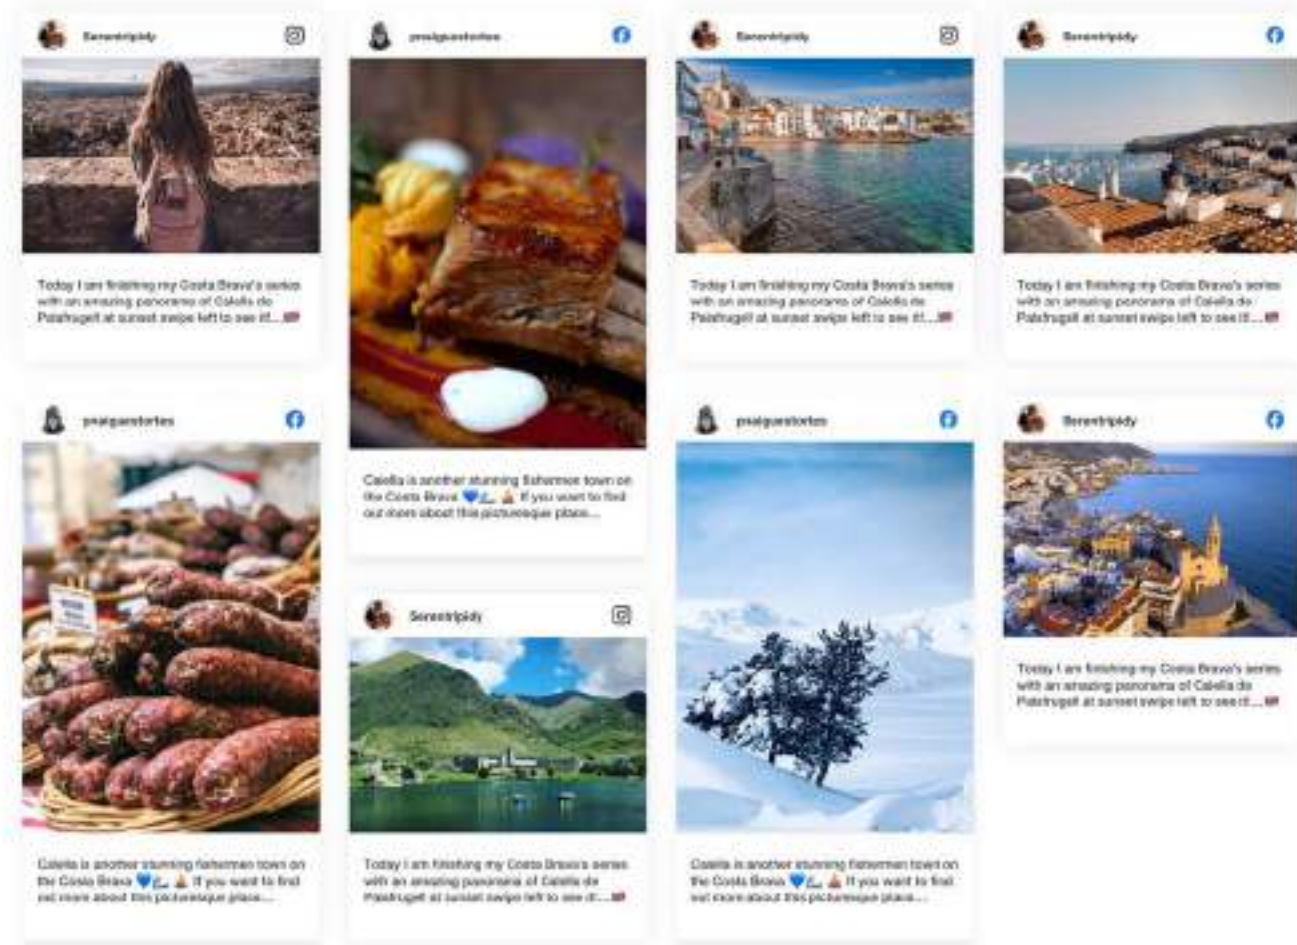 Serentripidy
Today I am finishing my Costa Brava's series
with an amazing panorama of Calella de
Palafrugell at sunset swipe left to see it!...
pnaiguestortes
Calella is another stunning fishermen town on
the Costa Brava 💙🌊⛵ If you want to find
out more about this picturesque place...
Serentripidy
Today I am finishing my Costa Brava's series
with an amazing panorama of Calella de
Palafrugell at sunset swipe left to see it!...
Serentripidy
Today I am finishing my Costa Brava's series
with an amazing panorama of Calella de
Palafrugell at sunset swipe left to see it!...
pnaiguestortes
Calella is another stunning fishermen town on
the Costa Brava 💙🌊⛵ If you want to find
out more about this picturesque place...
Serentripidy
Today I am finishing my Costa Brava's series
with an amazing panorama of Calella de
Palafrugell at sunset swipe left to see it!...
pnaiguestortes
Calella is another stunning fishermen town on
the Costa Brava 💙🌊⛵ If you want to find
out more about this picturesque place...
Serentripidy
Today I am finishing my Costa Brava's series
with an amazing panorama of Calella de
Palafrugell at sunset swipe left to see it!...